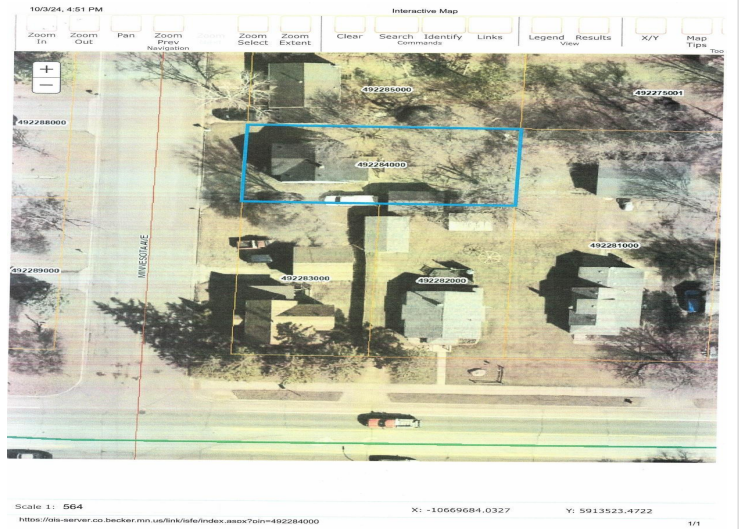 10/3/24, 4:51 PM
Interactive Map
Zoom In
Zoom Out
Pan
Zoom Prev
Zoom Select
Zoom Extent
Clear
Search
Identify
Links
Legend
Results
X/Y
Map Tips
Navigation
Commands
View
Too
+
−
492285000
492275001
492288000
492284000
MINNESOTA AVE
492281000
492289000
492283000
492282000
Scale 1: 564
X: -10669684.0327
Y: 5913523.4722
https://gis-server.co.becker.mn.us/link/jsfe/index.aspx?pin=492284000
1/1